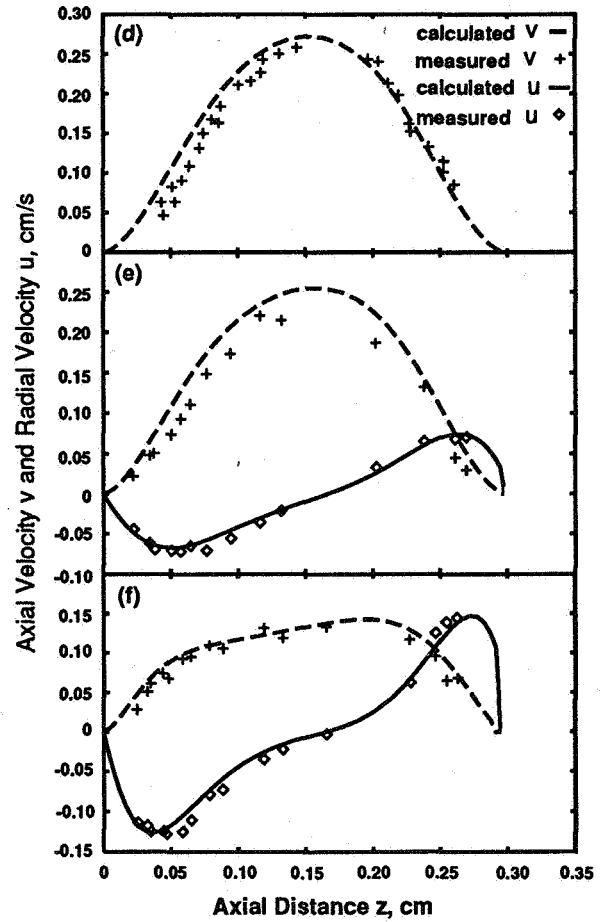 0.30
(d)
calculated V
measured V
calculated U
measured U
0.25
0.20
0.15
0.10
0.05
0
(e)
0.25
0.20
0.15
0.10
0.05
0
-0.05
-0.10
(f)
0.15
0.10
0.05
0
-0.05
-0.10
-0.15
0 0.05 0.10 0.15 0.20 0.25 0.30 0.35
Axial Distance z, cm
Axial Velocity v and Radial Velocity u, cm/s